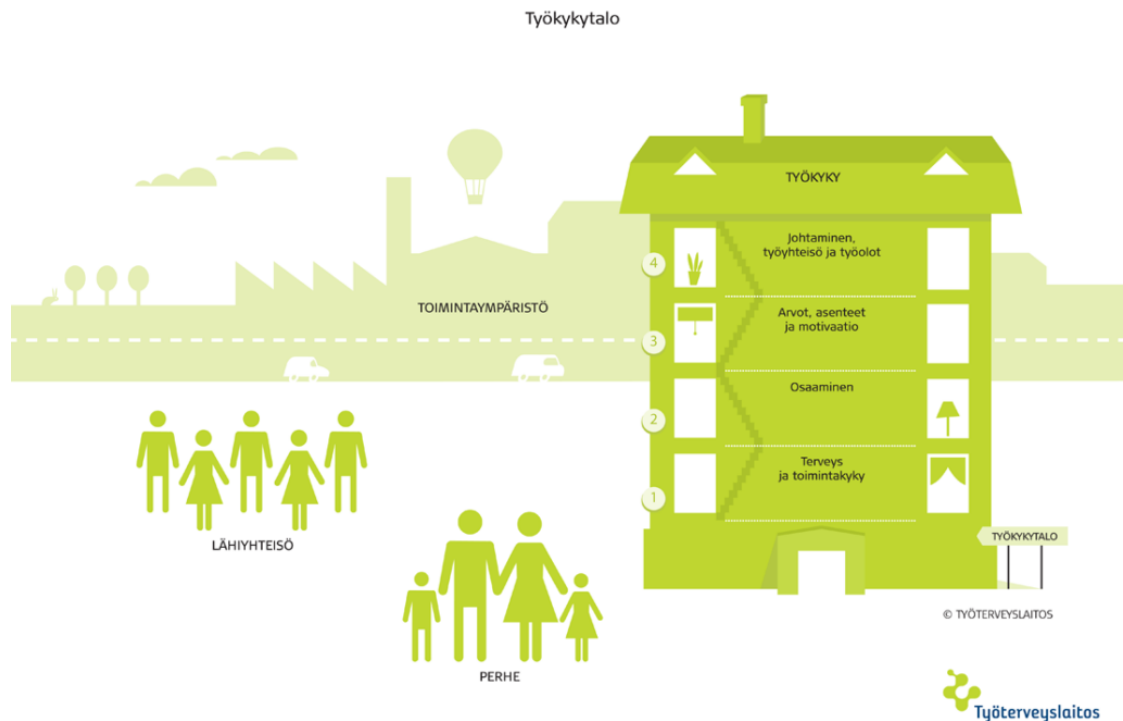 Työkykytalo
TYÖKYKY
4
Johtaminen,
työyhteisö ja työolot
TOIMINTAYMPÄRISTÖ
3
Arvot, asenteet
ja motivaatio
2
Osaaminen
1
Terveys
ja toimintakyky
LÄHIYHTEISÖ
TYÖKYKYTALO
PERHE
© TYÖTERVEYSLAITOS
Työterveyslaitos